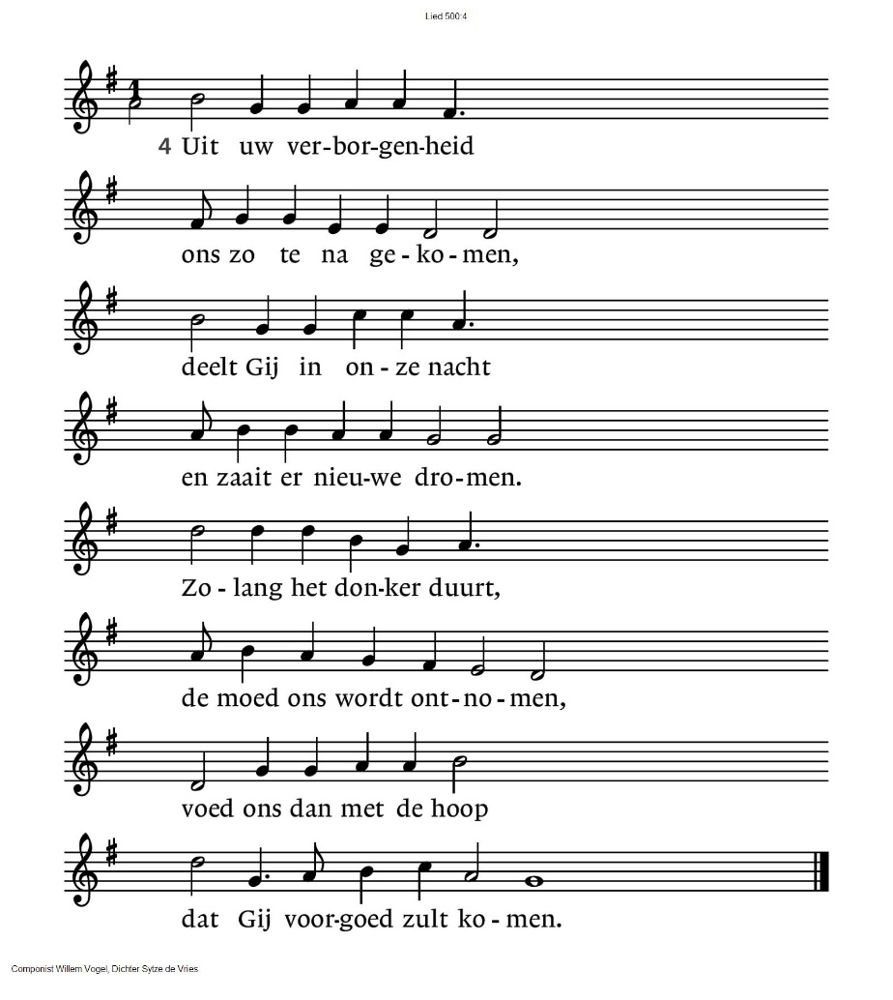 Lied 500:4
1
4 Uit uw ver-bor-gen-heid
ons zo te na ge-ko-men,
deelt Gij in on-ze nacht
en zaait er nieu-we dro-men.
Zo-lang het don-ker duurt,
de moed ons wordt ont-no-men,
voed ons dan met de hoop
dat Gij voor-goed zult ko-men.
Componist Willem Vogel, Dichter Sytze de Vries